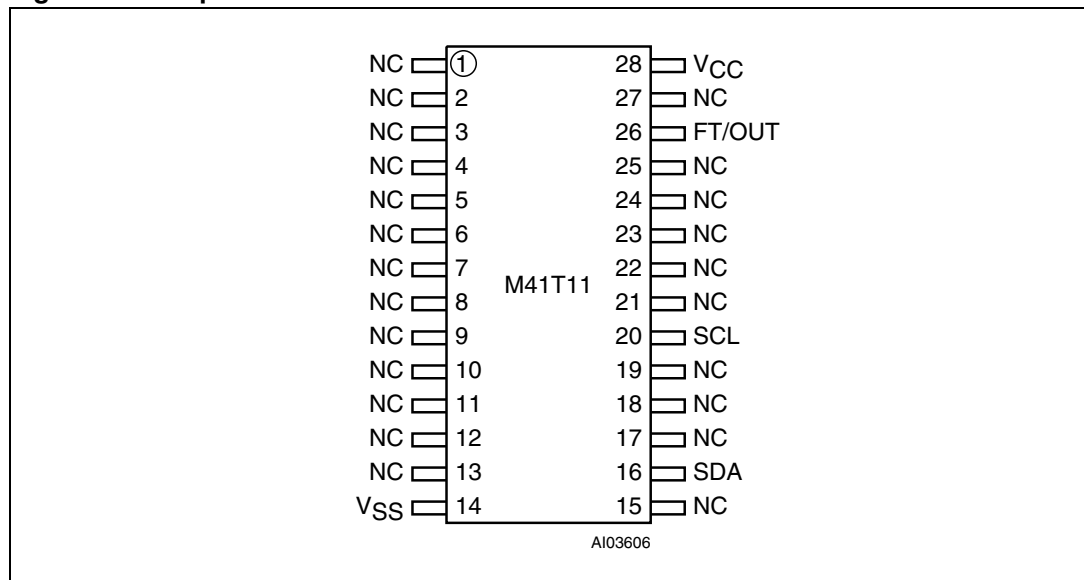 NC 1 28 VCC
NC 2 27 NC
NC 3 26 FT/OUT
NC 4 25 NC
NC 5 24 NC
NC 6 23 NC
NC 7 22 NC
M41T11
NC 8 21 NC
NC 9 20 SCL
NC 10 19 NC
NC 11 18 NC
NC 12 17 NC
NC 13 16 SDA
VSS 14 15 NC
AI03606